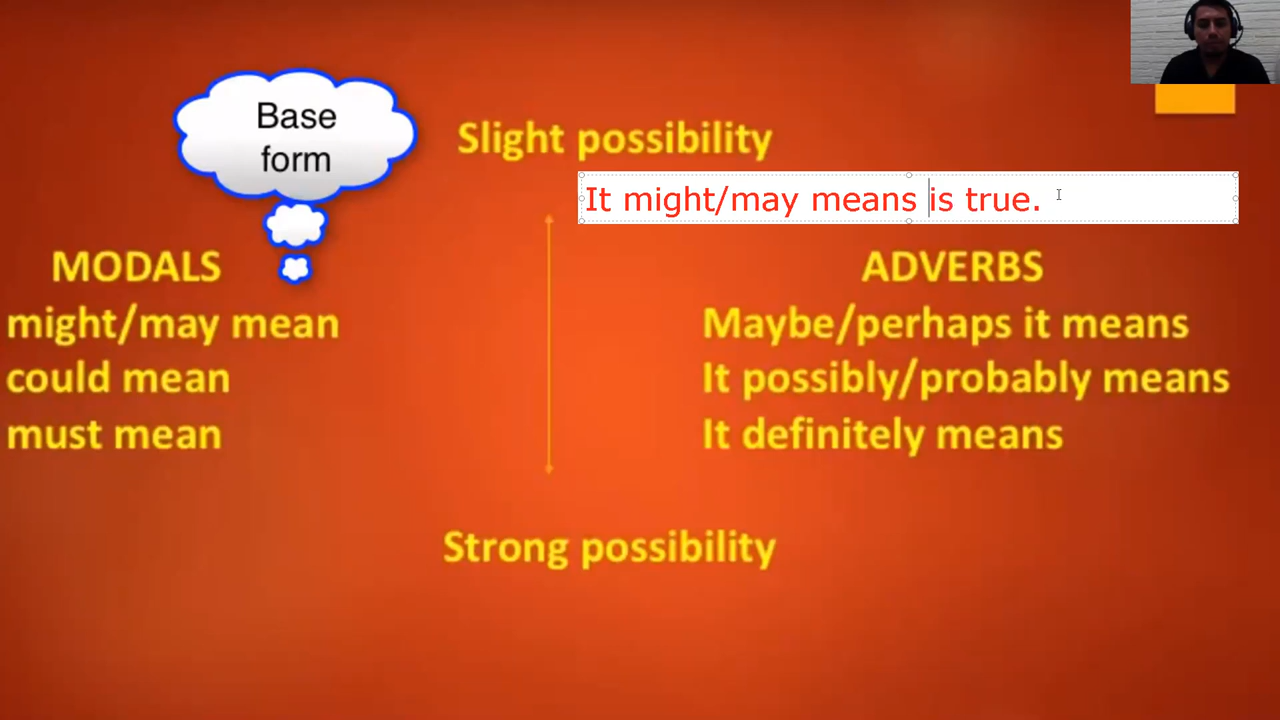 Base
form
Slight possibility
It might/may means is true.
MODALS
might/may mean
could mean
must mean
ADVERBS
Maybe/perhaps it means
It possibly/probably means
It definitely means
Strong possibility